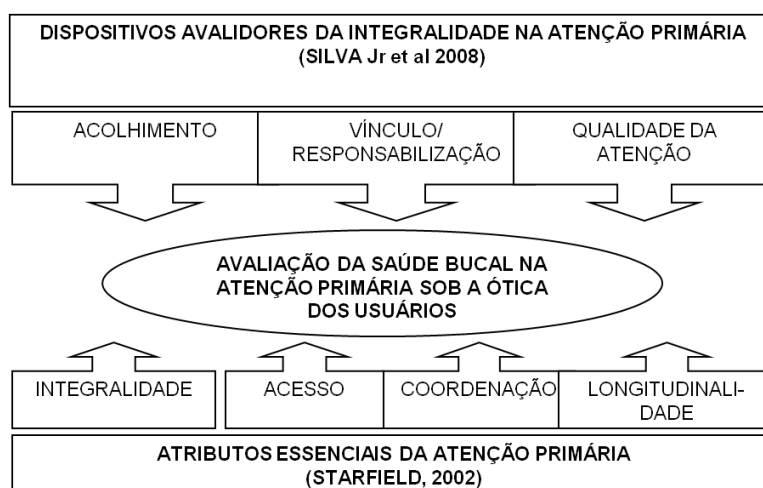 DISPOSITIVOS AVALIDORES DA INTEGRALIDADE NA ATENÇÃO PRIMÁRIA
(SILVA Jr et al 2008)
ACOLHIMENTO
VÍNCULO/
RESPONSABILIZAÇÃO
QUALIDADE DA
ATENÇÃO
AVALIAÇÃO DA SAÚDE BUCAL NA
ATENÇÃO PRIMÁRIA SOB A ÓTICA
DOS USUÁRIOS
INTEGRALIDADE
ACESSO
COORDENAÇÃO
LONGITUDINALI-
DADE
ATRIBUTOS ESSENCIAIS DA ATENÇÃO PRIMÁRIA
(STARFIELD, 2002)